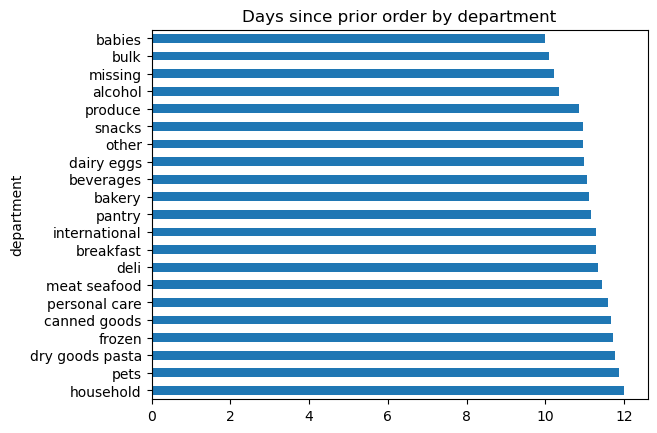 Days since prior order by department
babies
bulk
missing
alcohol
produce
snacks
other
dairy eggs
beverages
bakery
pantry
international
breakfast
deli
meat seafood
personal care
canned goods
frozen
dry goods pasta
pets
household
department
0 2 4 6 8 10 12